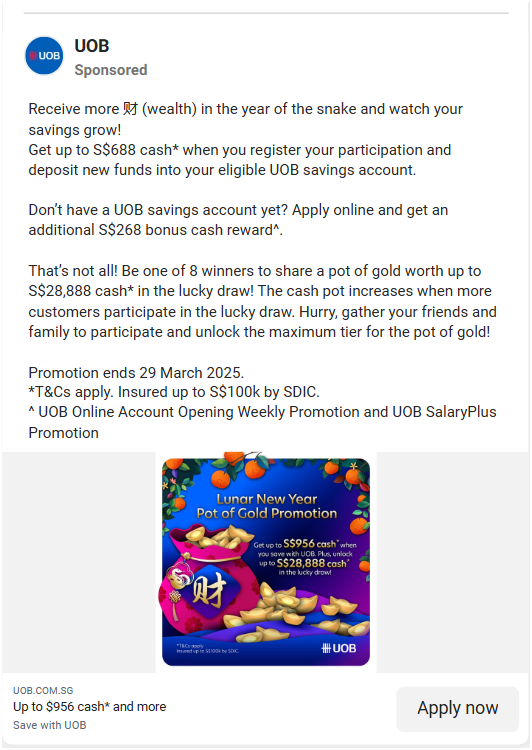 UOB
UOB
Sponsored
Receive more 财 (wealth) in the year of the snake and watch your
savings grow!
Get up to S$688 cash* when you register your participation and
deposit new funds into your eligible UOB savings account.
Don’t have a UOB savings account yet? Apply online and get an
additional S$268 bonus cash reward^.
That’s not all! Be one of 8 winners to share a pot of gold worth up to
S$28,888 cash* in the lucky draw! The cash pot increases when more
customers participate in the lucky draw. Hurry, gather your friends and
family to participate and unlock the maximum tier for the pot of gold!
Promotion ends 29 March 2025.
*T&Cs apply. Insured up to S$100k by SDIC.
^ UOB Online Account Opening Weekly Promotion and UOB SalaryPlus
Promotion
Lunar New Year
Pot of Gold Promotion
Get up to S$956 cash* when
you save with UOB. Plus, unlock
up to S$28,888 cash*
in the lucky draw!
财
*T&Cs apply
Insured up to S$100k by SDIC.
UOB
UOB.COM.SG
Up to $956 cash* and more
Save with UOB
Apply now